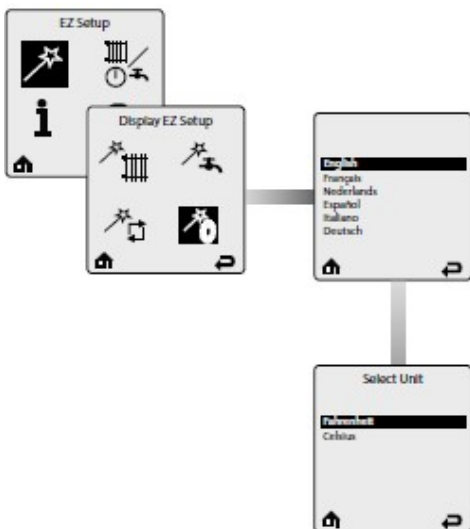 EZ Setup
Display EZ Setup
English
Français
Nederlands
Español
Italiano
Deutsch
Select Unit
Fahrenheit
Celsius